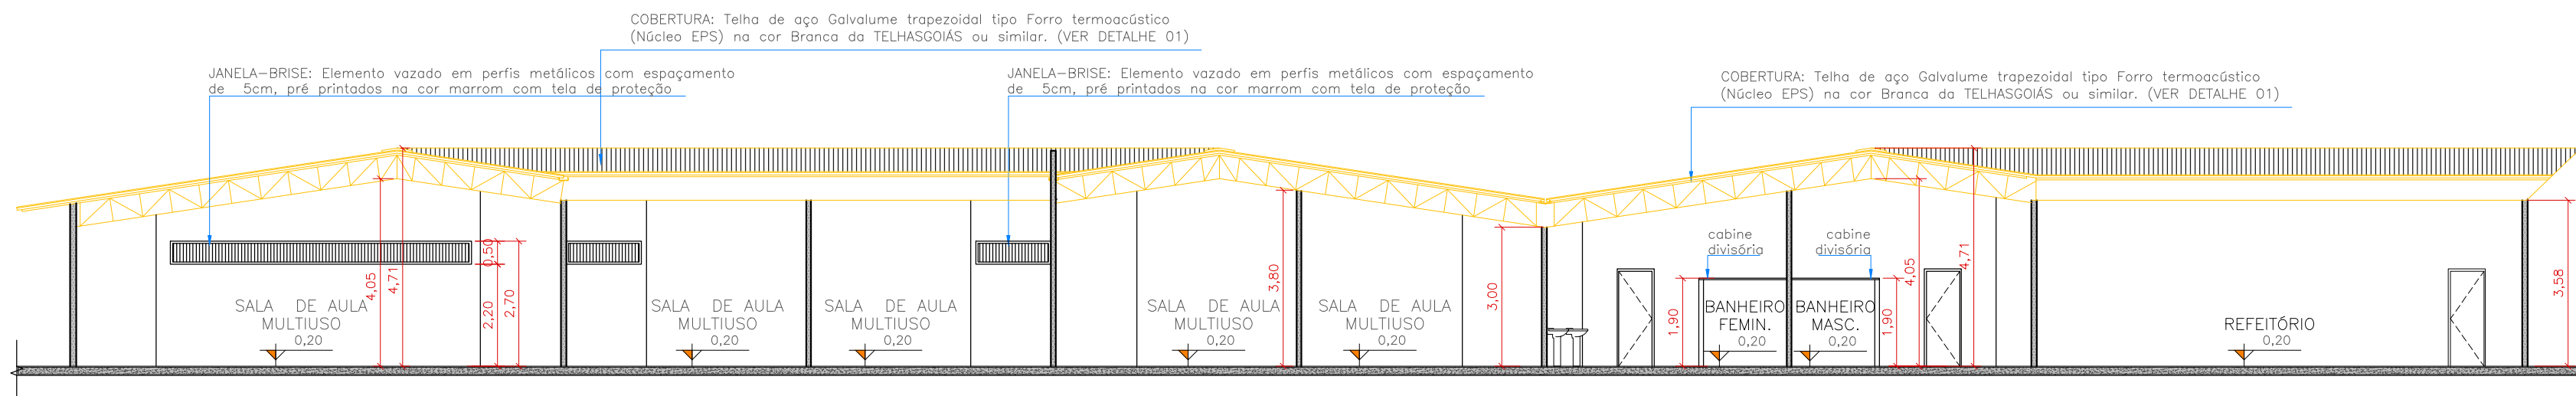 COBERTURA: Telha de aço Galvalume trapezoidal tipo Forro termoacústico
(Núcleo EPS) na cor Branca da TELHASGOIÁS ou similar. (VER DETALHE 01)
JANELA-BRISE: Elemento vazado em perfis metálicos com espaçamento
de 5cm, pré printados na cor marrom com tela de proteção
JANELA-BRISE: Elemento vazado em perfis metálicos com espaçamento
de 5cm, pré printados na cor marrom com tela de proteção
COBERTURA: Telha de aço Galvalume trapezoidal tipo Forro termoacústico
(Núcleo EPS) na cor Branca da TELHASGOIÁS ou similar. (VER DETALHE 01)
SALA DE AULA
MULTIUSO
0,20
4,05
4,71
0,50
2,20
2,70
SALA DE AULA
MULTIUSO
0,20
SALA DE AULA
MULTIUSO
0,20
SALA DE AULA
MULTIUSO
0,20
3,80
SALA DE AULA
MULTIUSO
0,20
3,00
cabine
divisória
cabine
divisória
1,90
BANHEIRO
FEMIN.
0,20
BANHEIRO
MASC.
0,20
1,90
4,05
4,71
REFEITÓRIO
0,20
3,58